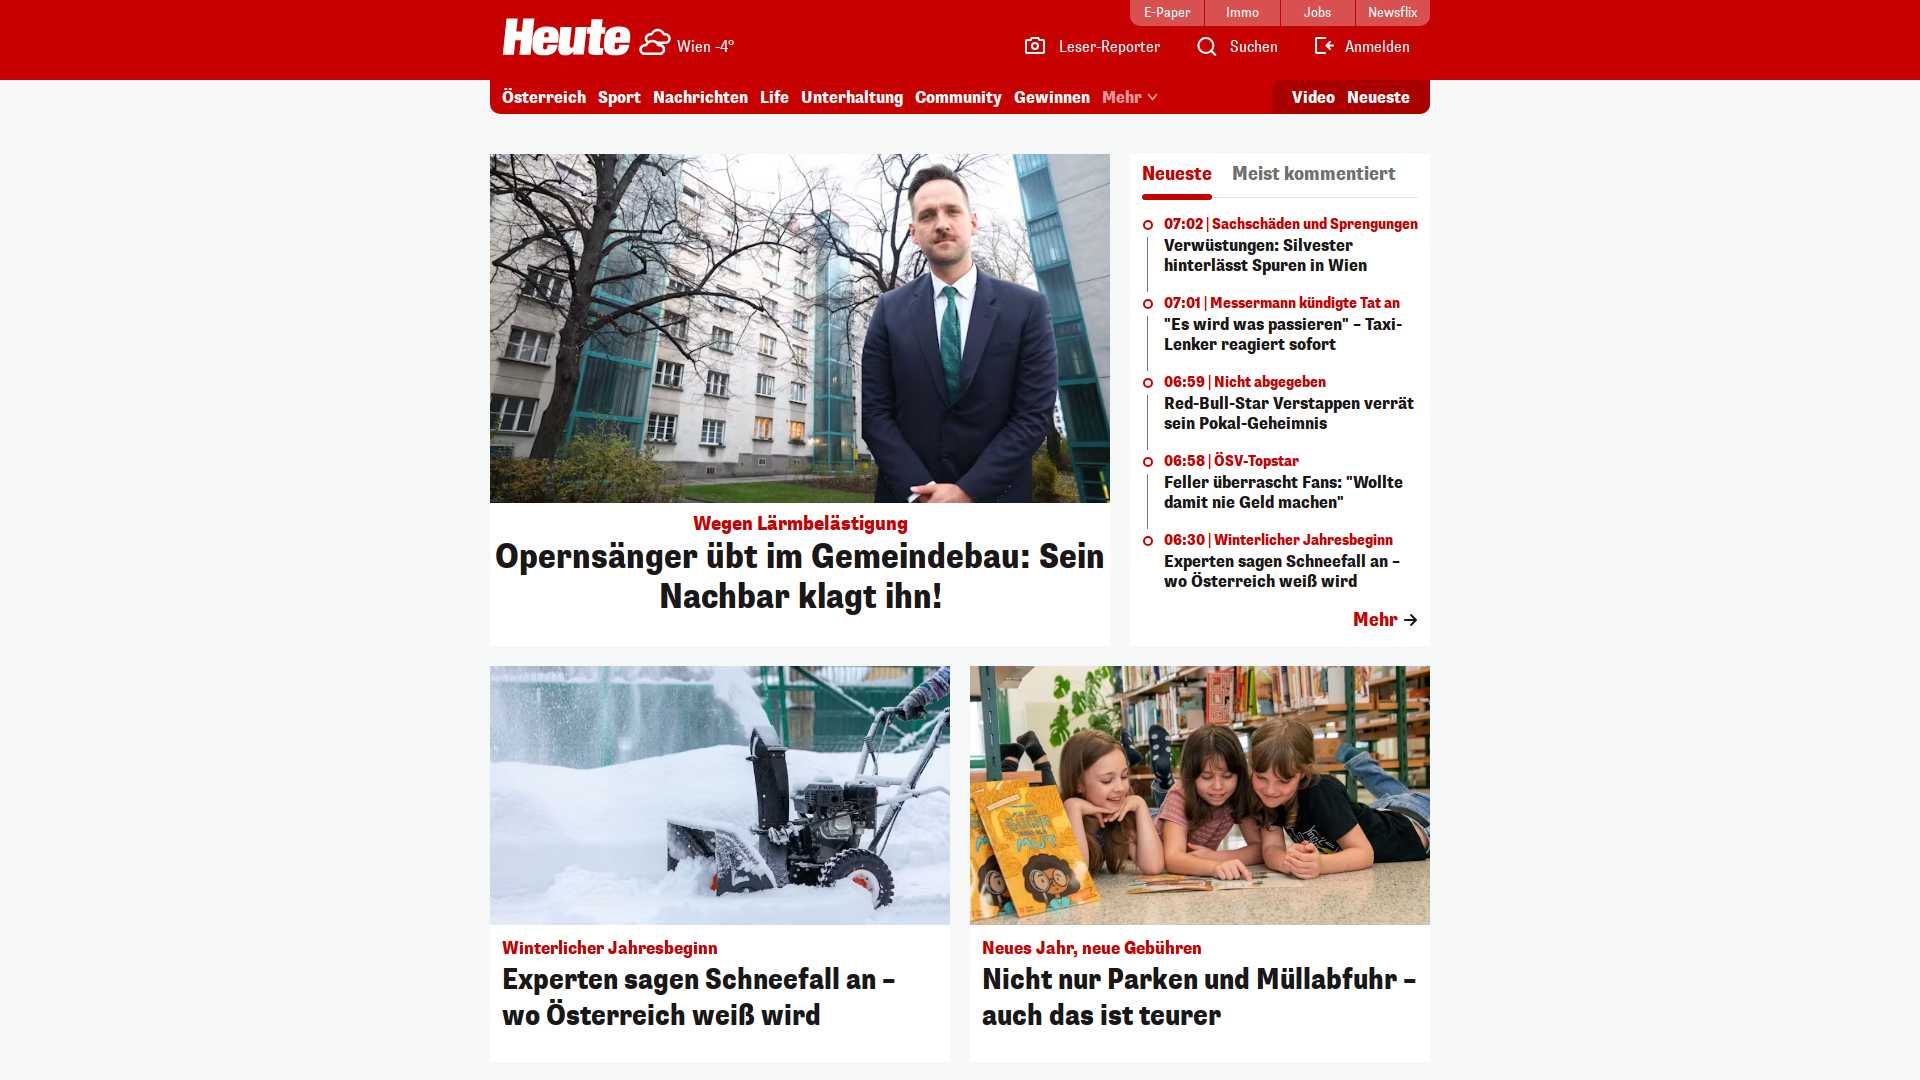 E-Paper
Immo
Jobs
Newsflix
Heute
Wien -4°
Leser-Reporter
Suchen
Anmelden
Österreich
Sport
Nachrichten
Life
Unterhaltung
Community
Gewinnen
Mehr
Video
Neueste
Wegen Lärmbelästigung
Opernsänger übt im Gemeindebau: Sein
Nachbar klagt ihn!
Neueste
Meist kommentiert
07:02 | Sachschäden und Sprengungen
Verwüstungen: Silvester
hinterlässt Spuren in Wien
07:01 | Messermann kündigte Tat an
"Es wird was passieren" – Taxi-
Lenker reagiert sofort
06:59 | Nicht abgegeben
Red-Bull-Star Verstappen verrät
sein Pokal-Geheimnis
06:58 | ÖSV-Topstar
Feller überrascht Fans: "Wollte
damit nie Geld machen"
06:30 | Winterlicher Jahresbeginn
Experten sagen Schneefall an –
wo Österreich weiß wird
Mehr
Winterlicher Jahresbeginn
Experten sagen Schneefall an –
wo Österreich weiß wird
Neues Jahr, neue Gebühren
Nicht nur Parken und Müllabfuhr –
auch das ist teurer